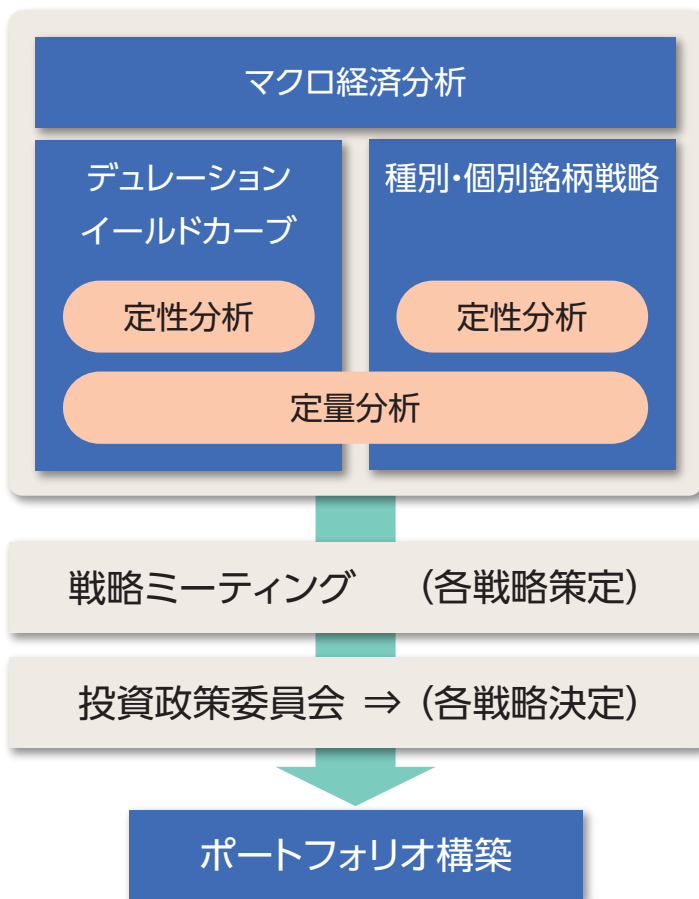 マクロ経済分析
デュレーション
イールドカーブ
種別・個別銘柄戦略
定性分析
定性分析
定量分析
戦略ミーティング （各戦略策定）
投資政策委員会 ⇒（各戦略決定）
ポートフォリオ構築